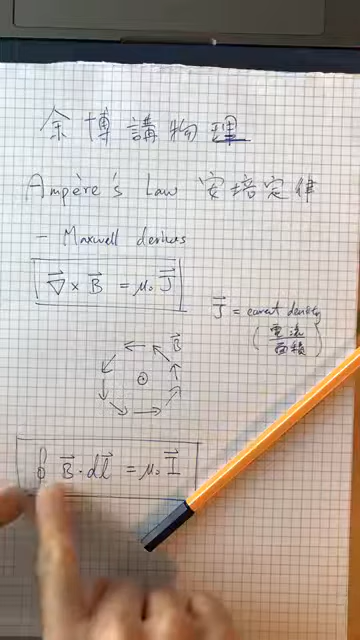 余博講物理
Ampère's Law 安培定律
- Maxwell derives
∇⃗ × B⃗ = μ₀ J⃗
J⃗ = current density
(電流/面積)
B⃗
∮ B⃗ · dl⃗ = μ₀ I⃗